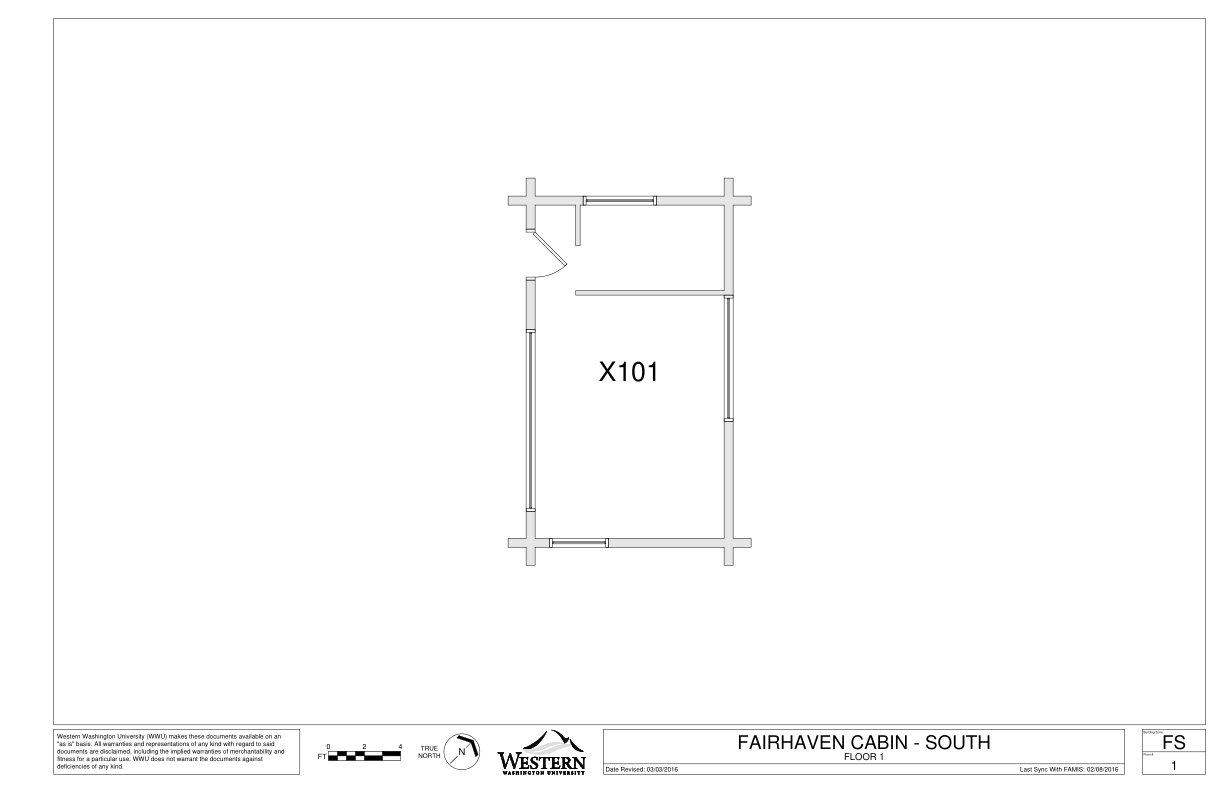 X101
Western Washington University (WWU) makes these documents available on an
"as is" basis. All warranties and representations of any kind with regard to said
documents are disclaimed, including the implied warranties of merchantability and
fitness for a particular use. WWU does not warrant the documents against
deficiencies of any kind.
0 2 4
FT
TRUE
NORTH
N
WESTERN
WASHINGTON UNIVERSITY
FAIRHAVEN CABIN - SOUTH
FLOOR 1
Date Revised: 03/03/2016
Last Sync With FAMIS: 02/08/2016
FS
1